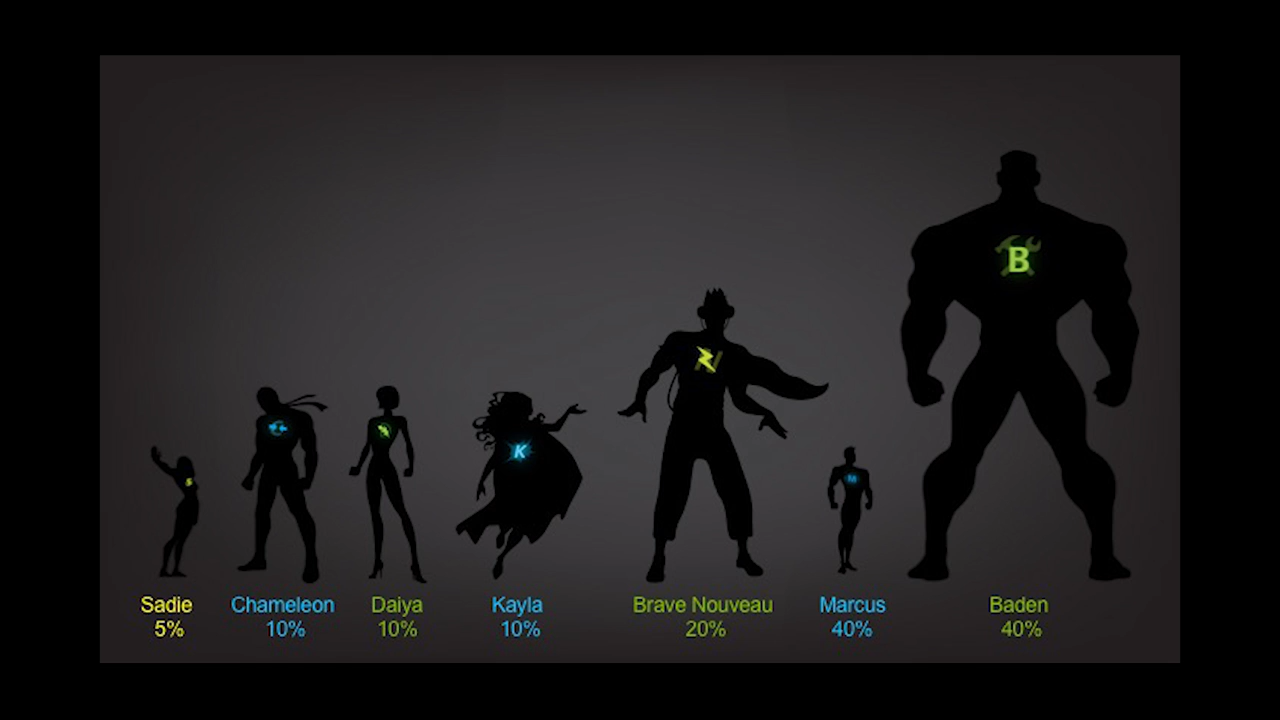 S
K
N
M
B
Sadie
5%
Chameleon
10%
Daiya
10%
Kayla
10%
Brave Nouveau
20%
Marcus
40%
Baden
40%